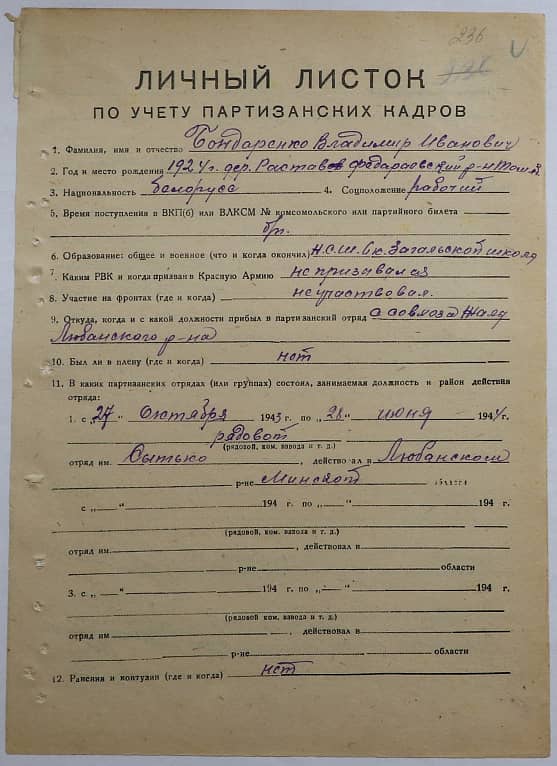 236
ЛИЧНЫЙ ЛИСТОК
ПО УЧЕТУ ПАРТИЗАНСКИХ КАДРОВ
1. Фамилия, имя и отчество Бондаренко Владимир Иванович
2. Год и место рождения 1924 г. дер.
3. Национальность белорусс 4. Соцположение рабочий
5. Время поступления в ВКП(б) или ВЛКСМ № комсомольского или партийного билета
б/п.
6. Образование: общее и военное (что и когда окончил) Н.С.Ш. Загальской школа
7. Каким РВК и когда призван в Красную Армию не призывался
8. Участие на фронтах (где и когда) не участвовал.
9. Откуда, когда и с какой должности прибыл в партизанский отряд с совхоза
Любанского р-на
10. Был ли в плену (где и когда) нет
11. В каких партизанских отрядах (или группах) состоял, занимаемая должность и район действия
отряда:
1. с „27" Октября 1943 г. по „28" июня 1944 г.
рядовой
(рядовой, ком. взвода и т. д.)
отряд им. Сытько, действовал в Любанском
р-не Минской области
с „—" 194 г. по „—" 194 г.
(рядовой, ком. взвода и т. д.)
отряд им., действовал в
р-не области
3. с „—" 194 г. по „—" 194 г.
(рядовой, ком. взвода и т. д.)
отряд им, действовал в
р-не области
12. Ранения и контузии (где и когда) нет